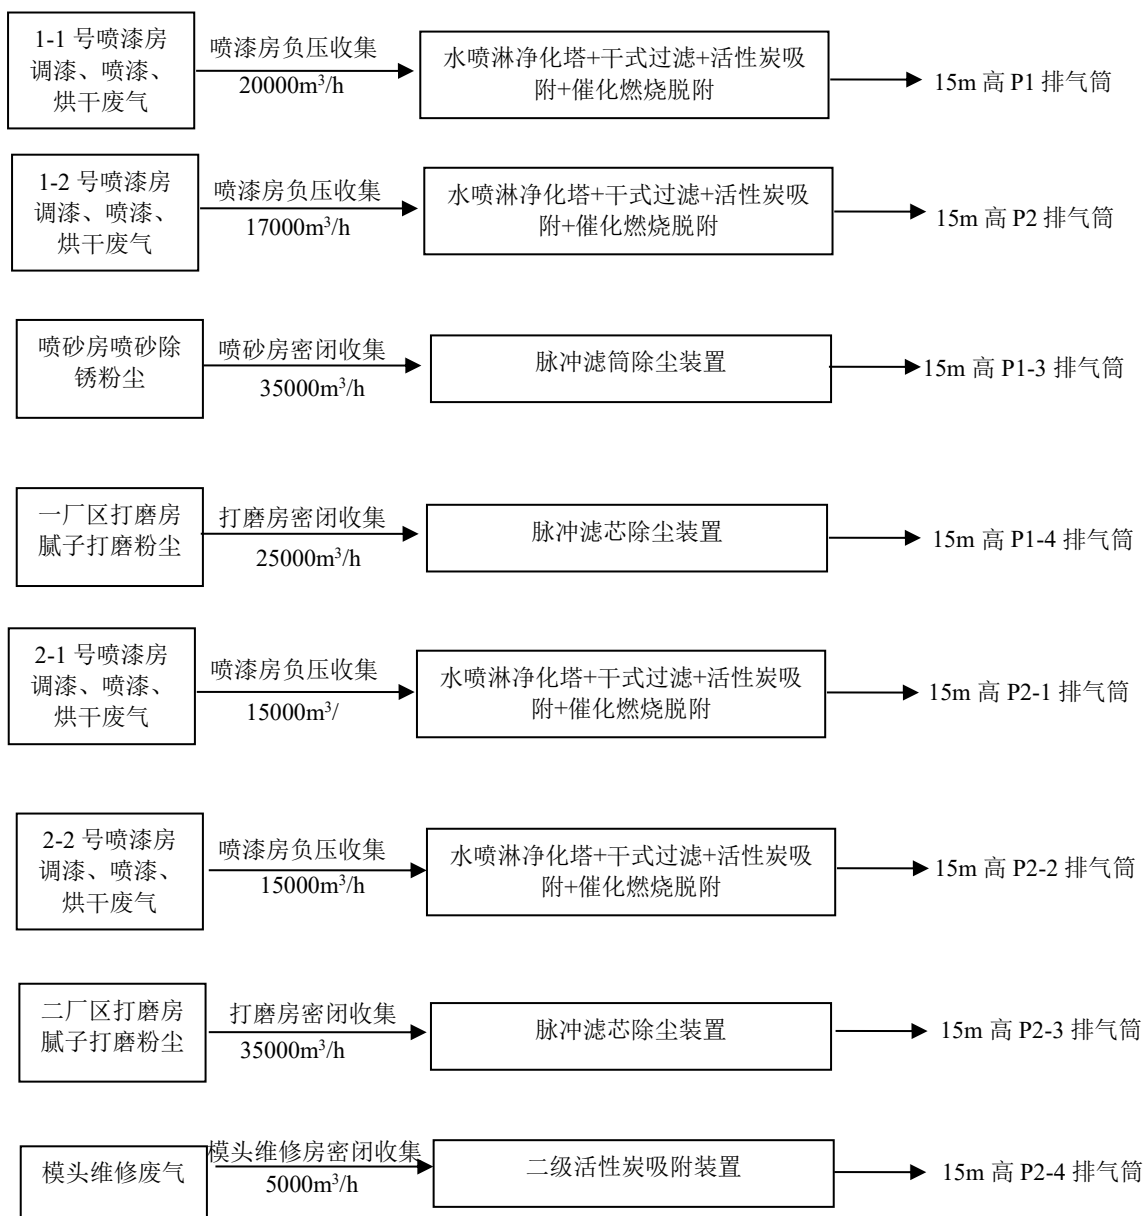 1-1 号喷漆房
调漆、喷漆、
烘干废气
喷漆房负压收集
20000m³/h
水喷淋净化塔+干式过滤+活性炭吸
附+催化燃烧脱附
15m 高 P1 排气筒
1-2 号喷漆房
调漆、喷漆、
烘干废气
喷漆房负压收集
17000m³/h
水喷淋净化塔+干式过滤+活性炭吸
附+催化燃烧脱附
15m 高 P2 排气筒
喷砂房喷砂除
锈粉尘
喷砂房密闭收集
35000m³/h
脉冲滤筒除尘装置
15m 高 P1-3 排气筒
一厂区打磨房
腻子打磨粉尘
打磨房密闭收集
25000m³/h
脉冲滤芯除尘装置
15m 高 P1-4 排气筒
2-1 号喷漆房
调漆、喷漆、
烘干废气
喷漆房负压收集
15000m³/
水喷淋净化塔+干式过滤+活性炭吸
附+催化燃烧脱附
15m 高 P2-1 排气筒
2-2 号喷漆房
调漆、喷漆、
烘干废气
喷漆房负压收集
15000m³/h
水喷淋净化塔+干式过滤+活性炭吸
附+催化燃烧脱附
15m 高 P2-2 排气筒
二厂区打磨房
腻子打磨粉尘
打磨房密闭收集
35000m³/h
脉冲滤芯除尘装置
15m 高 P2-3 排气筒
模头维修废气
模头维修房密闭收集
5000m³/h
二级活性炭吸附装置
15m 高 P2-4 排气筒